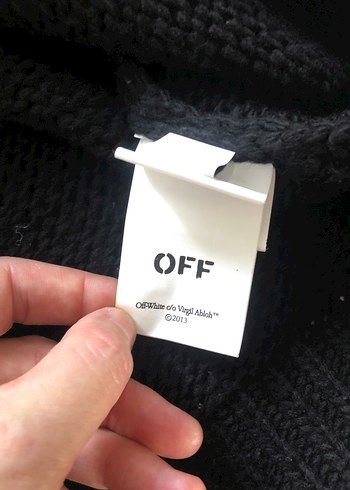 OFF
Off-White c/o Virgil Abloh™
©2013